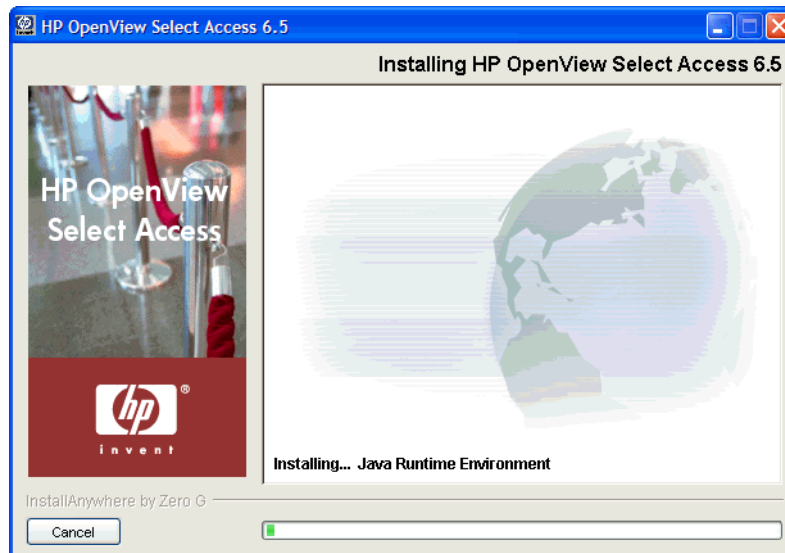 HP OpenView Select Access 6.5
Installing HP OpenView Select Access 6.5
HP OpenView
Select Access
hp
®
invent
Installing... Java Runtime Environment
InstallAnywhere by Zero G
Cancel